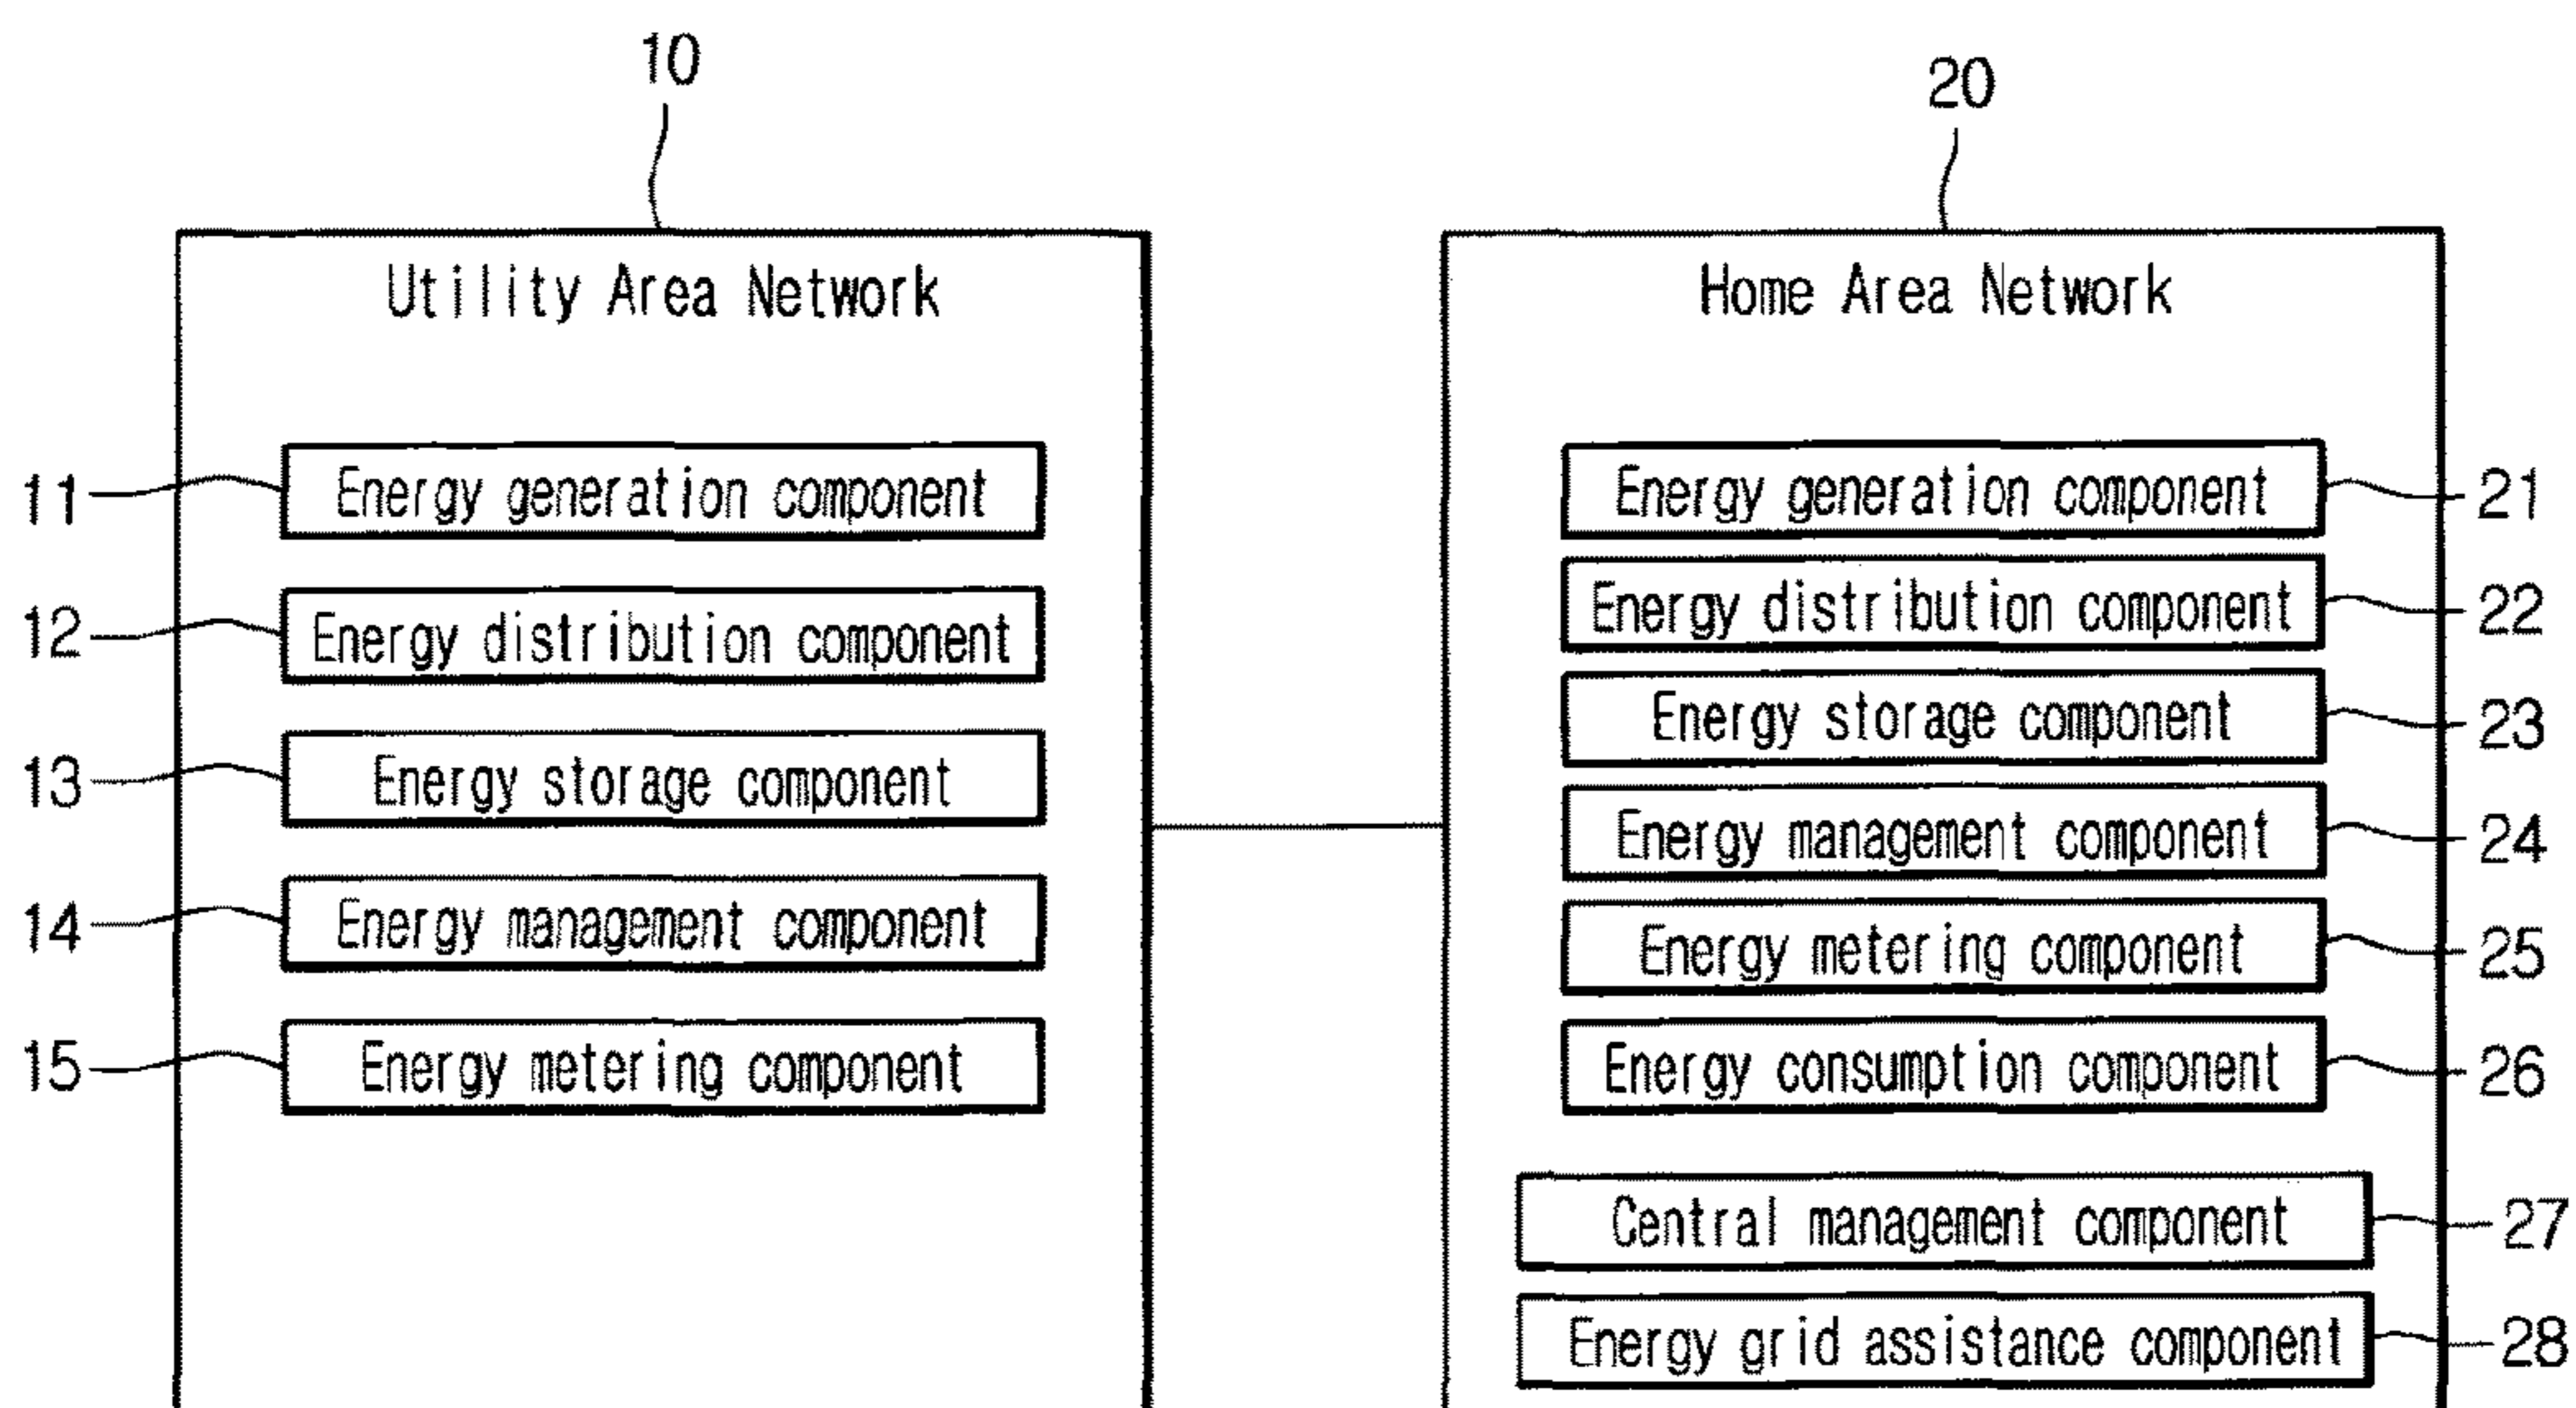 10
20
Utility Area Network
Home Area Network
11
Energy generation component
12
Energy distribution component
13
Energy storage component
14
Energy management component
15
Energy metering component
Energy generation component
21
Energy distribution component
22
Energy storage component
23
Energy management component
24
Energy metering component
25
Energy consumption component
26
Central management component
27
Energy grid assistance component
28